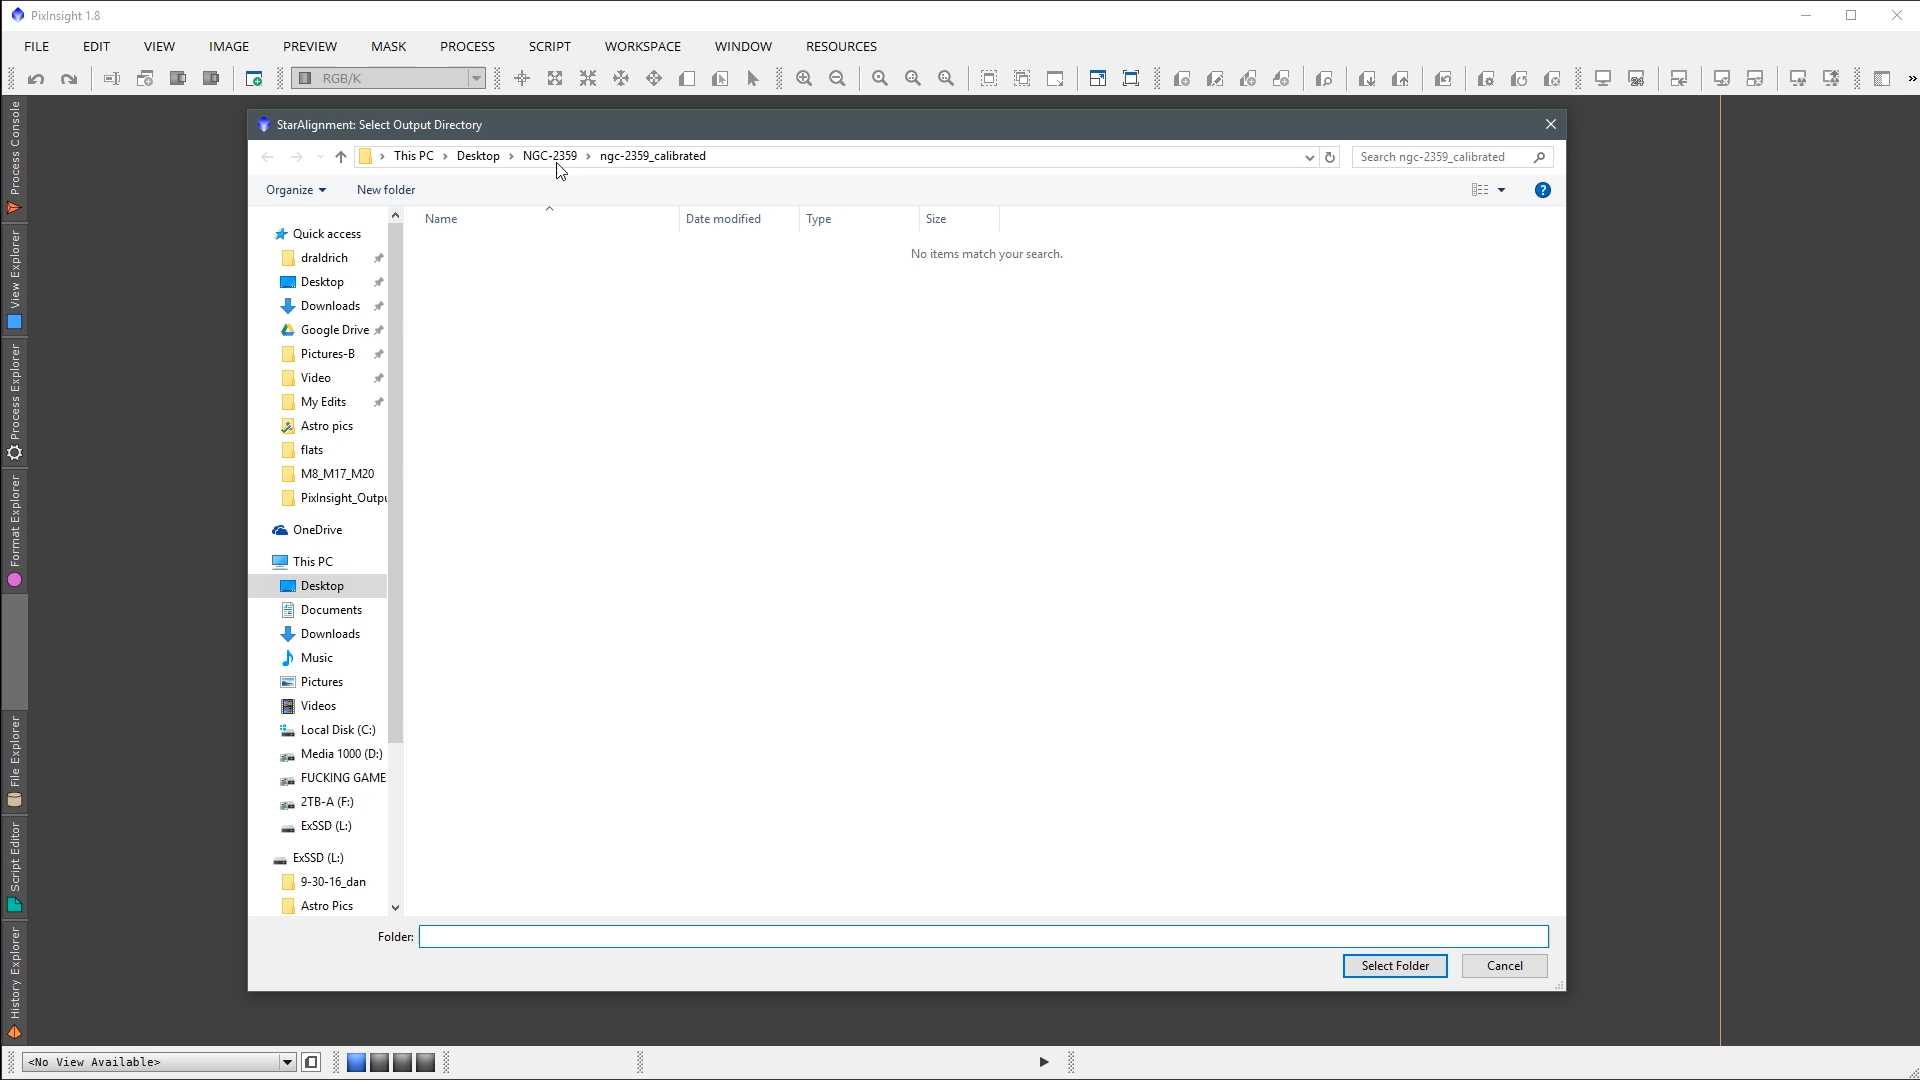 PixInsight 1.8
FILE EDIT VIEW IMAGE PREVIEW MASK PROCESS SCRIPT WORKSPACE WINDOW RESOURCES
RGB/K
24
»
Process Console
View Explorer
Process Explorer
Format Explorer
File Explorer
Script Editor
History Explorer
StarAlignment: Select Output Directory
This PC > Desktop > NGC-2359 > ngc-2359_calibrated
Search ngc-2359_calibrated
Organize New folder
?
Name Date modified Type Size
No items match your search.
Quick access
draldrich
Desktop
Downloads
Google Drive
Pictures-B
Video
My Edits
Astro pics
flats
M8_M17_M20
PixInsight_Outpu
OneDrive
This PC
Desktop
Documents
Downloads
Music
Pictures
Videos
Local Disk (C:)
Media 1000 (D:)
FUCKING GAME
2TB-A (F:)
ExSSD (L:)
ExSSD (L:)
9-30-16_dan
Astro Pics
Folder:
Select Folder Cancel
<No View Available>